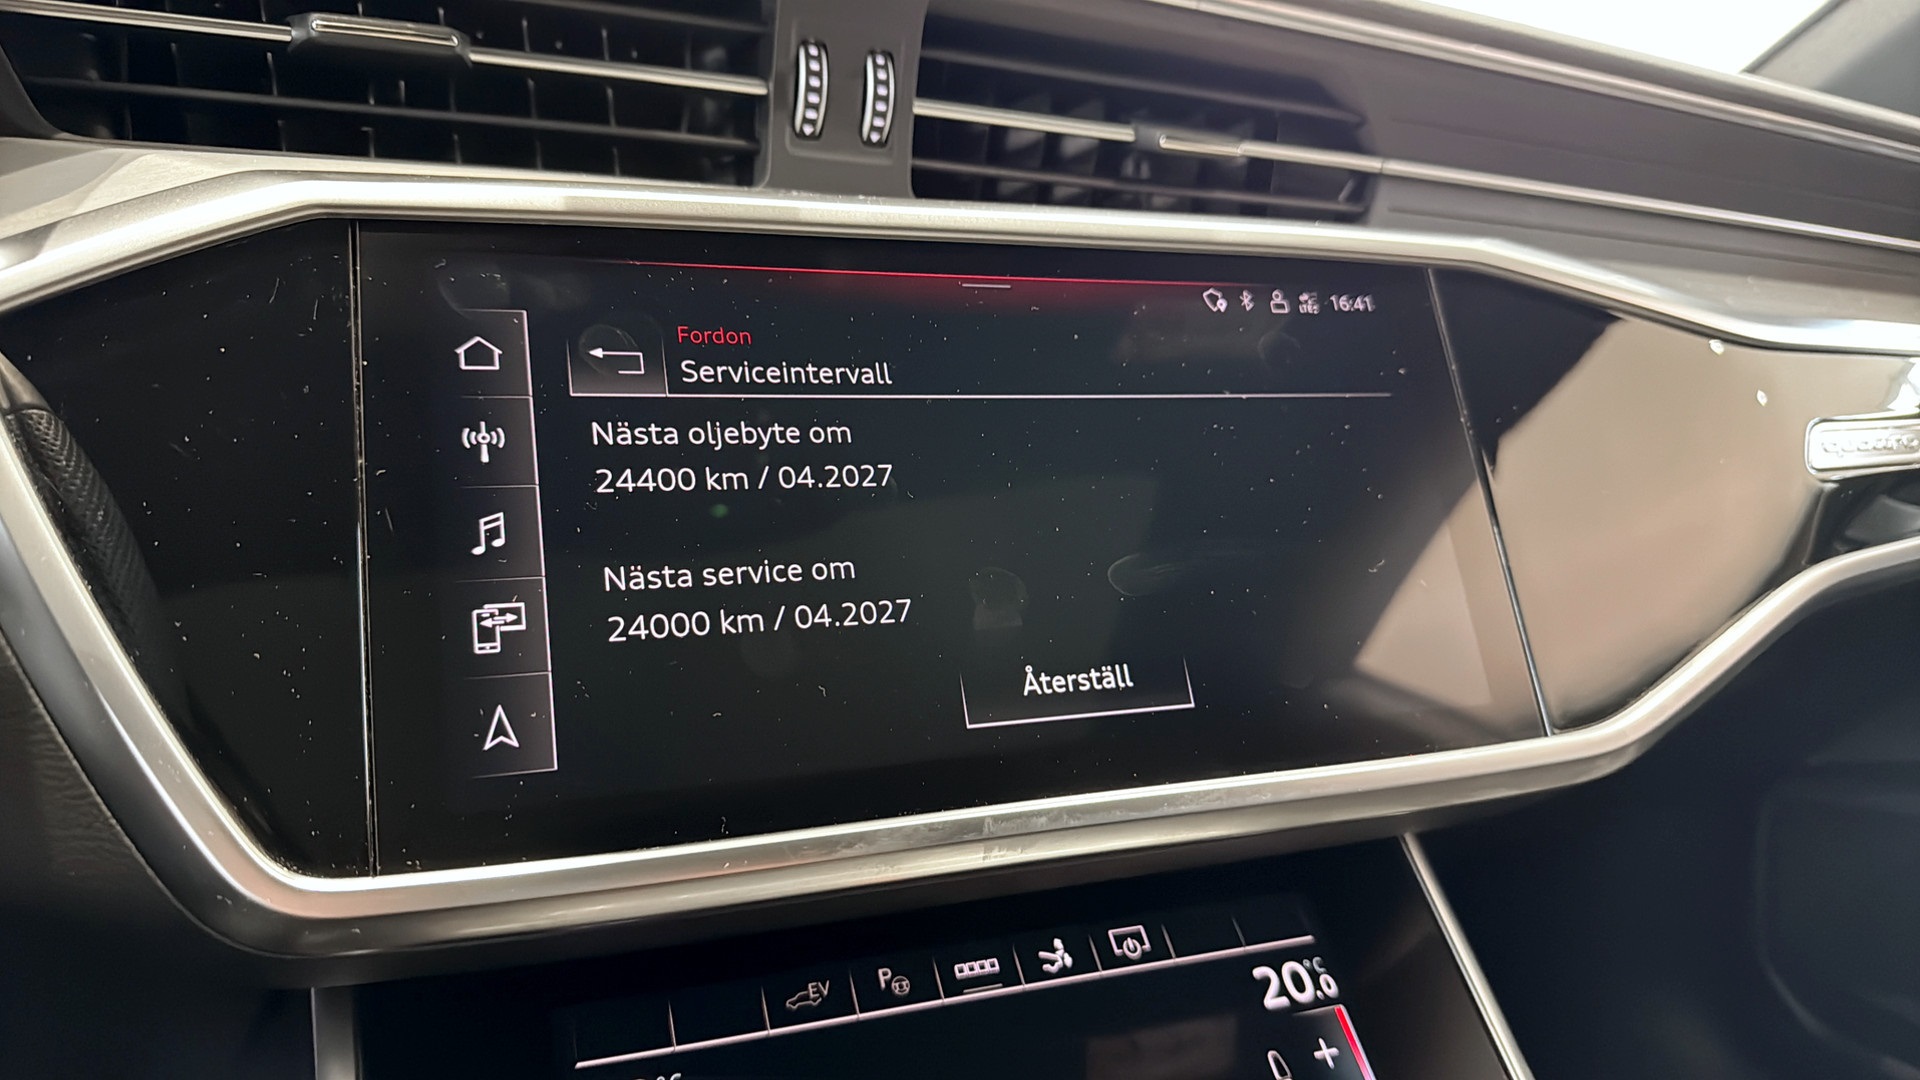 16:41
Fordon
Serviceintervall
Nästa oljebyte om
24400 km / 04.2027
Nästa service om
24000 km / 04.2027
Återställ
quattro
EV
P
20.0°C
+
°C